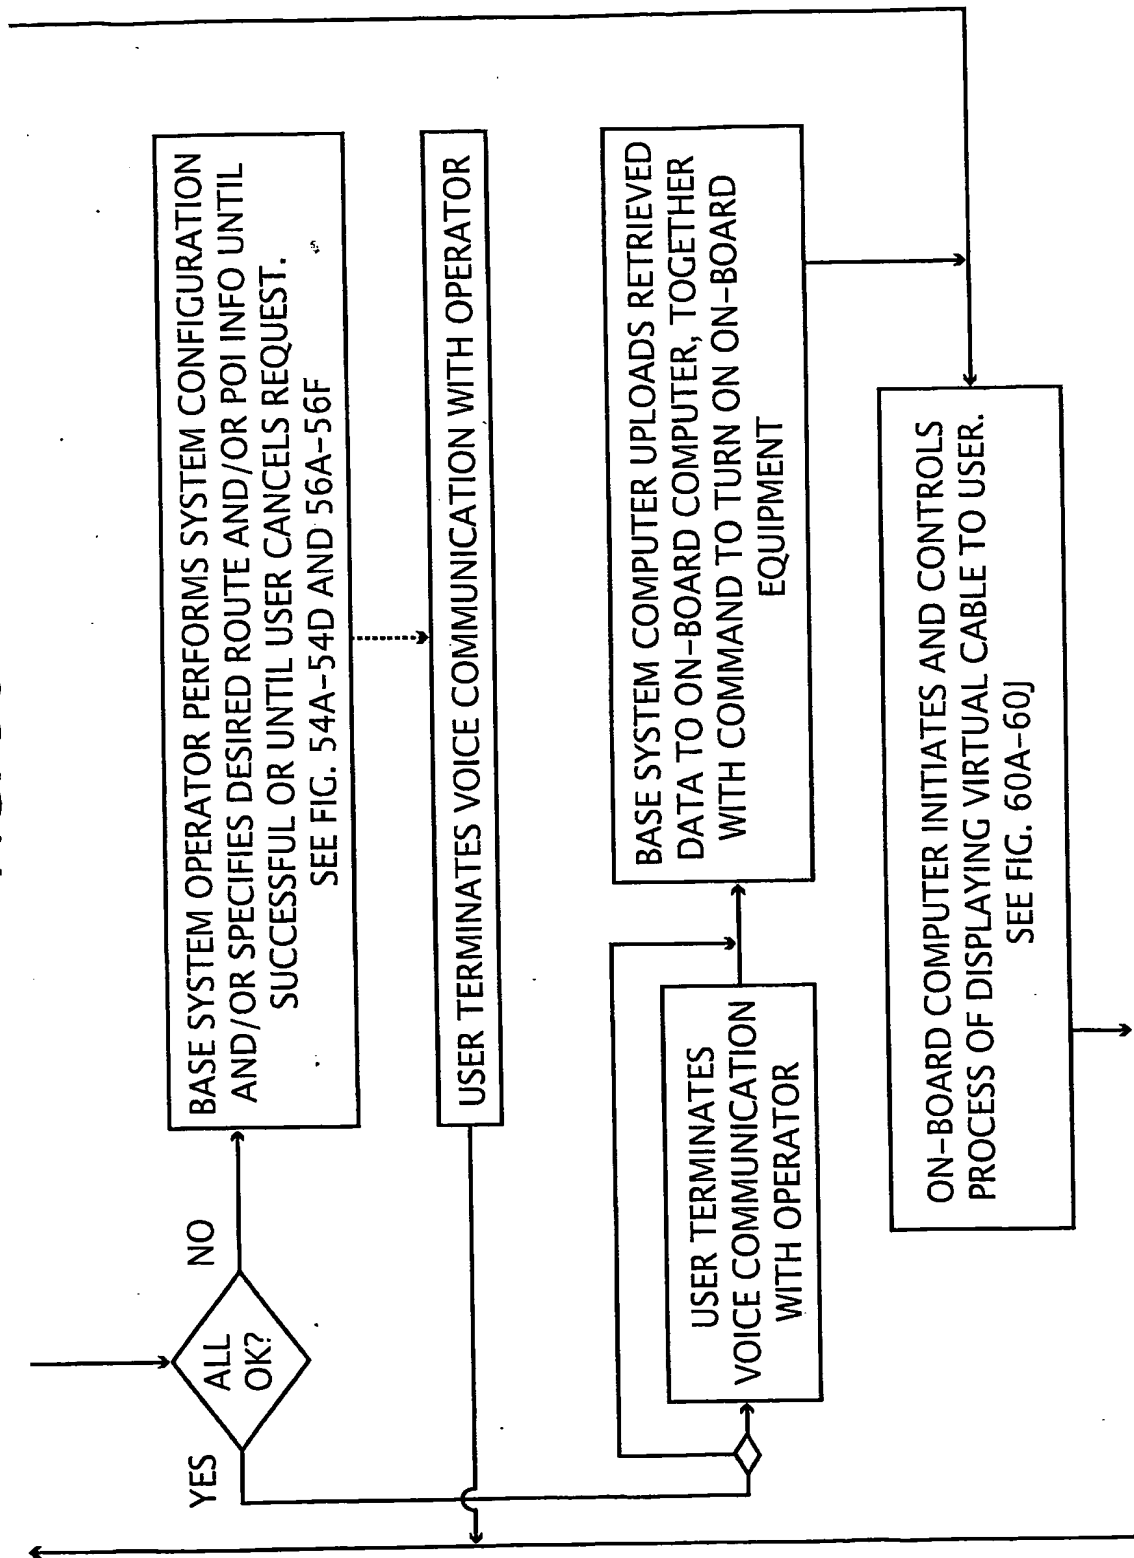 ALL
OK?
NO
YES
BASE SYSTEM OPERATOR PERFORMS SYSTEM CONFIGURATION
AND/OR SPECIFIES DESIRED ROUTE AND/OR POI INFO UNTIL
SUCCESSFUL OR UNTIL USER CANCELS REQUEST.
SEE FIG. 54A-54D AND 56A-56F
USER TERMINATES VOICE COMMUNICATION WITH OPERATOR
USER TERMINATES
VOICE COMMUNICATION
WITH OPERATOR
BASE SYSTEM COMPUTER UPLOADS RETRIEVED
DATA TO ON-BOARD COMPUTER, TOGETHER
WITH COMMAND TO TURN ON ON-BOARD
EQUIPMENT
ON-BOARD COMPUTER INITIATES AND CONTROLS
PROCESS OF DISPLAYING VIRTUAL CABLE TO USER.
SEE FIG. 60A-60J